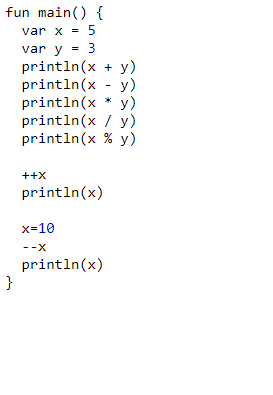 fun main() {
  var x = 5
  var y = 3
  println(x + y)
  println(x - y)
  println(x * y)
  println(x / y)
  println(x % y)

  ++x
  println(x)

  x=10
  --x
  println(x)
}